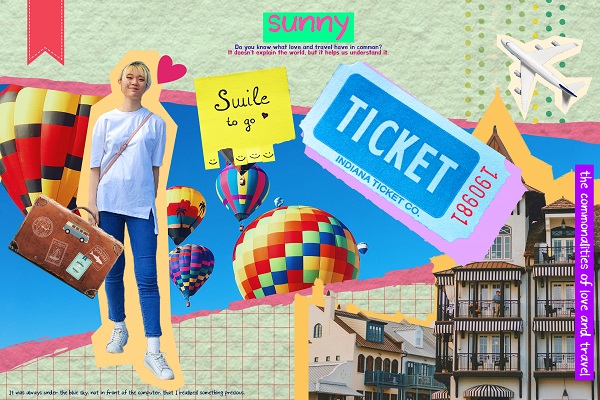 sunny
Do you know what love and travel have in common?
It doesn't explain the world, but it helps us understand it.
Smile
to go
TICKET
INDIANA TICKET CO.
190981
the commonalities of love and travel
It was always under the blue sky, not in front of the computer, that I realized something precious.